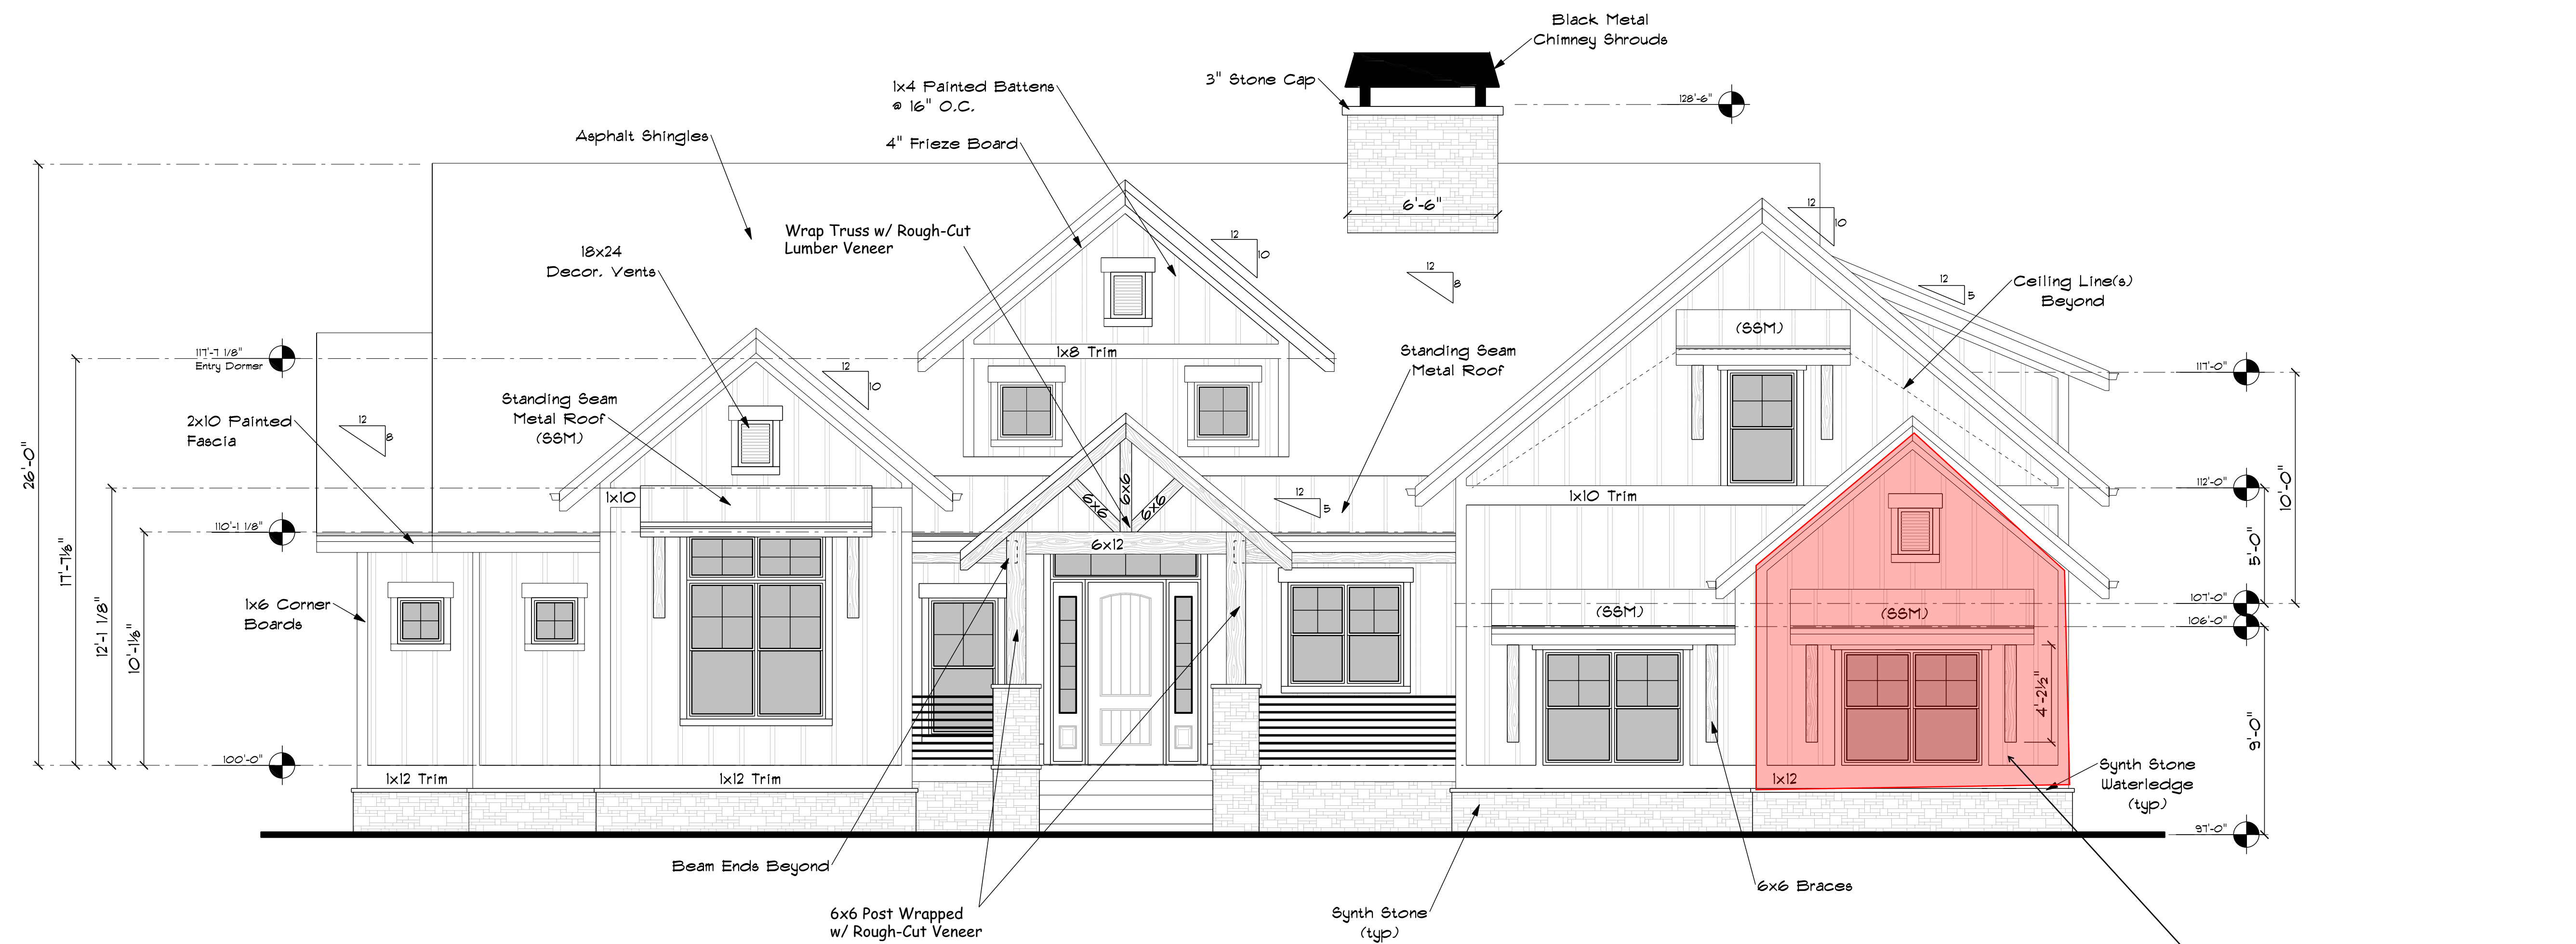 Black Metal
Chimney Shrouds
3" Stone Cap
128'-6"
1x4 Painted Battens
@ 16" O.C.
4" Frieze Board
Asphalt Shingles
6'-6"
Wrap Truss w/ Rough-Cut
Lumber Veneer
18x24
Decor. Vents
12
10
12
8
12
10
12
5
Ceiling Line(s)
Beyond
(SSM)
1x8 Trim
Standing Seam
Metal Roof
117'-7 1/8"
Entry Dormer
117'-0"
12
10
Standing Seam
Metal Roof
(SSM)
2x10 Painted
Fascia
12
8
26'-0"
17'-7⅛"
12'-1 1/8"
10'-1⅛"
110'-1 1/8"
1x10
6x6
6x6
6x6
12
5
6x12
1x10 Trim
112'-0"
10'-0"
5'-0"
107'-0"
106'-0"
(SSM)
(SSM)
1x6 Corner
Boards
4'-2½"
9'-0"
100'-0"
1x12 Trim
1x12 Trim
1x12
Synth Stone
Waterledge
(typ)
97'-0"
Beam Ends Beyond
6x6 Post Wrapped
w/ Rough-Cut Veneer
Synth Stone
(typ)
6x6 Braces